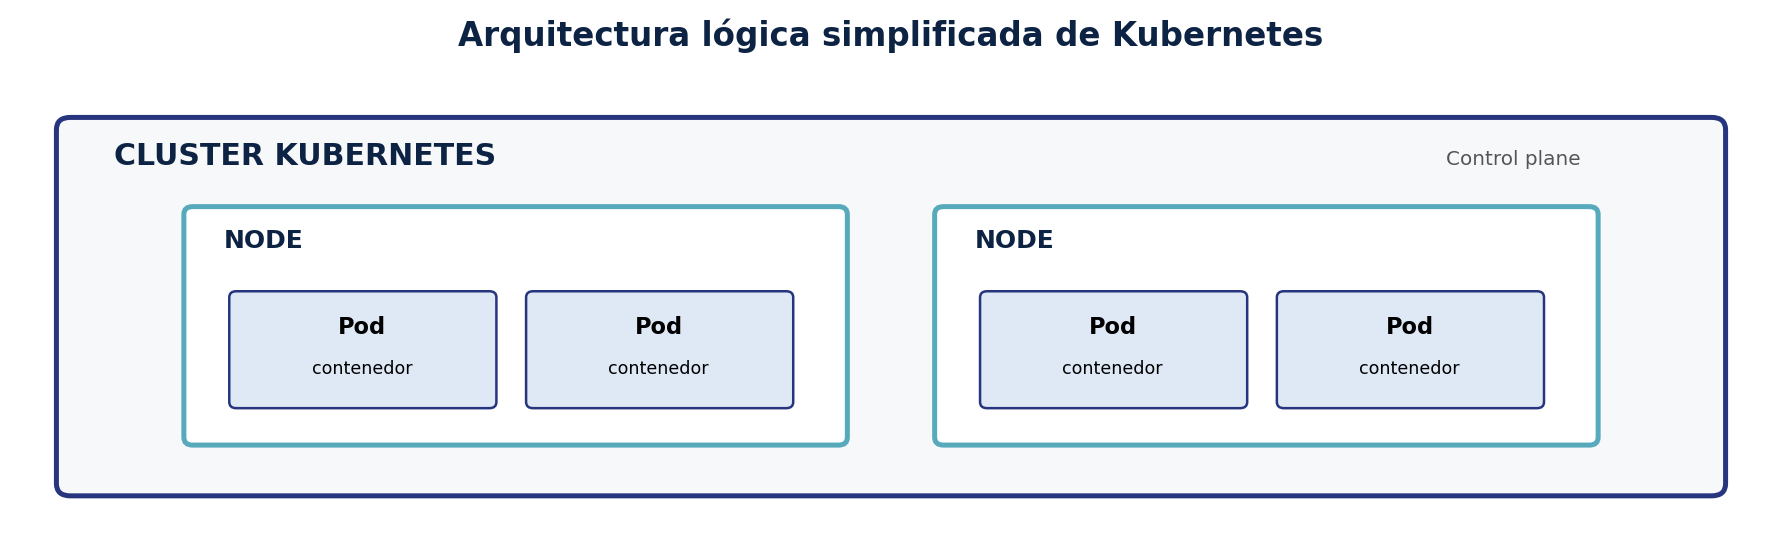 Arquitectura lógica simplificada de Kubernetes
CLUSTER KUBERNETES
Control plane
NODE
NODE
Pod
Pod
Pod
Pod
contenedor
contenedor
contenedor
contenedor